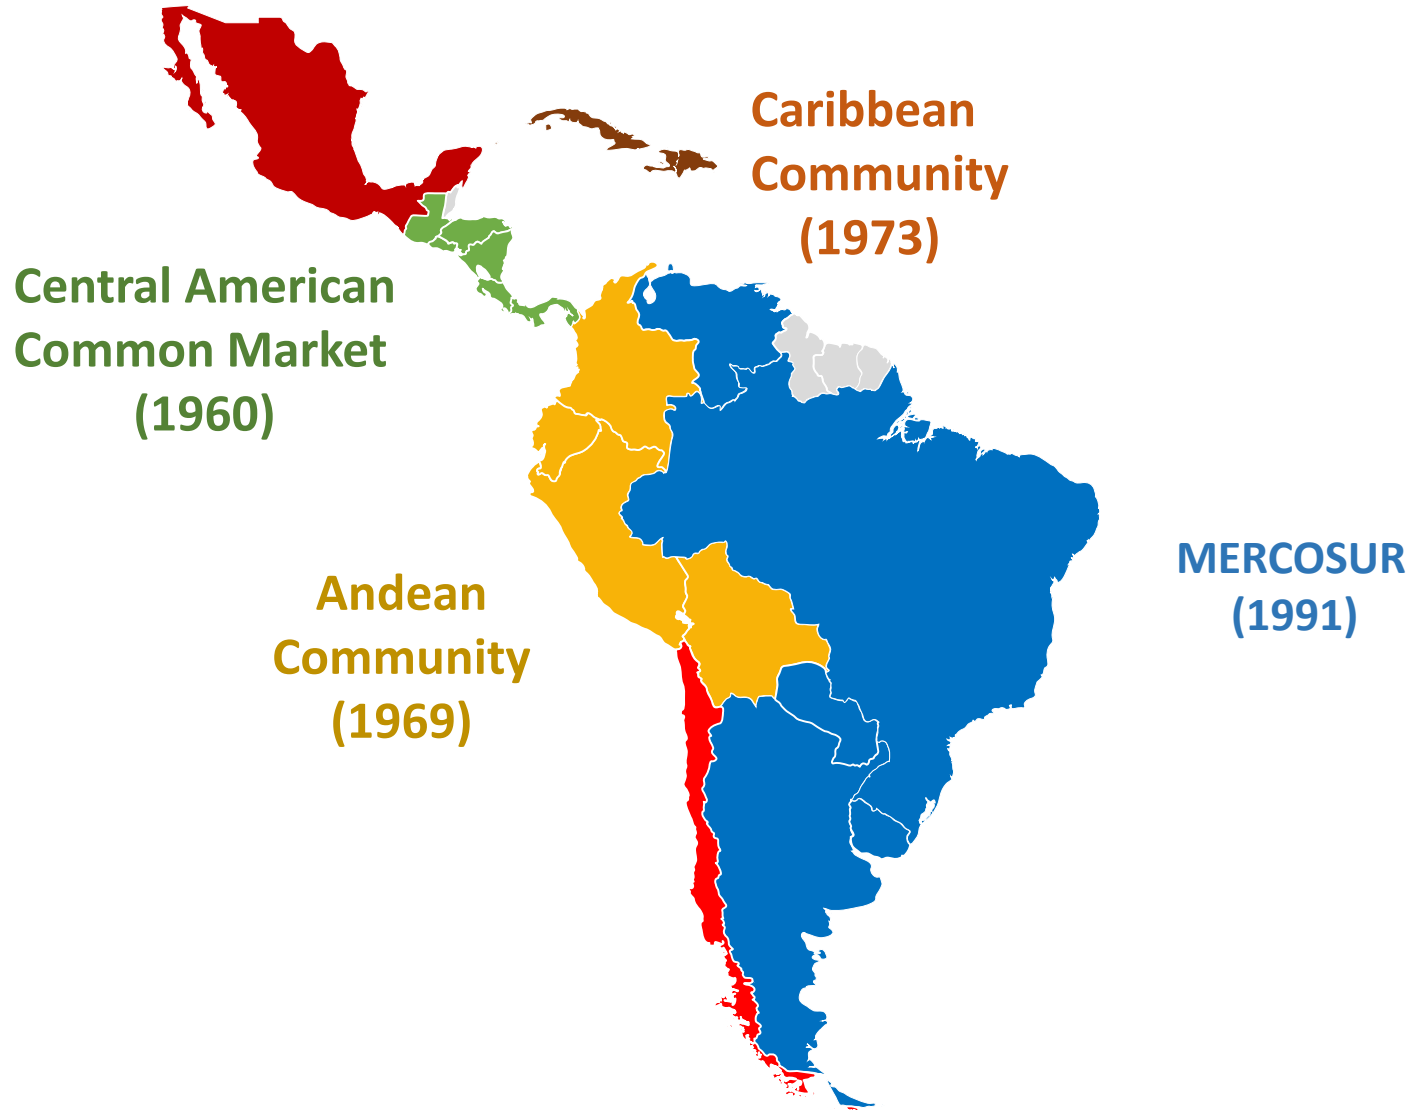 Caribbean
Community
(1973)
Central American
Common Market
(1960)
MERCOSUR
(1991)
Andean
Community
(1969)